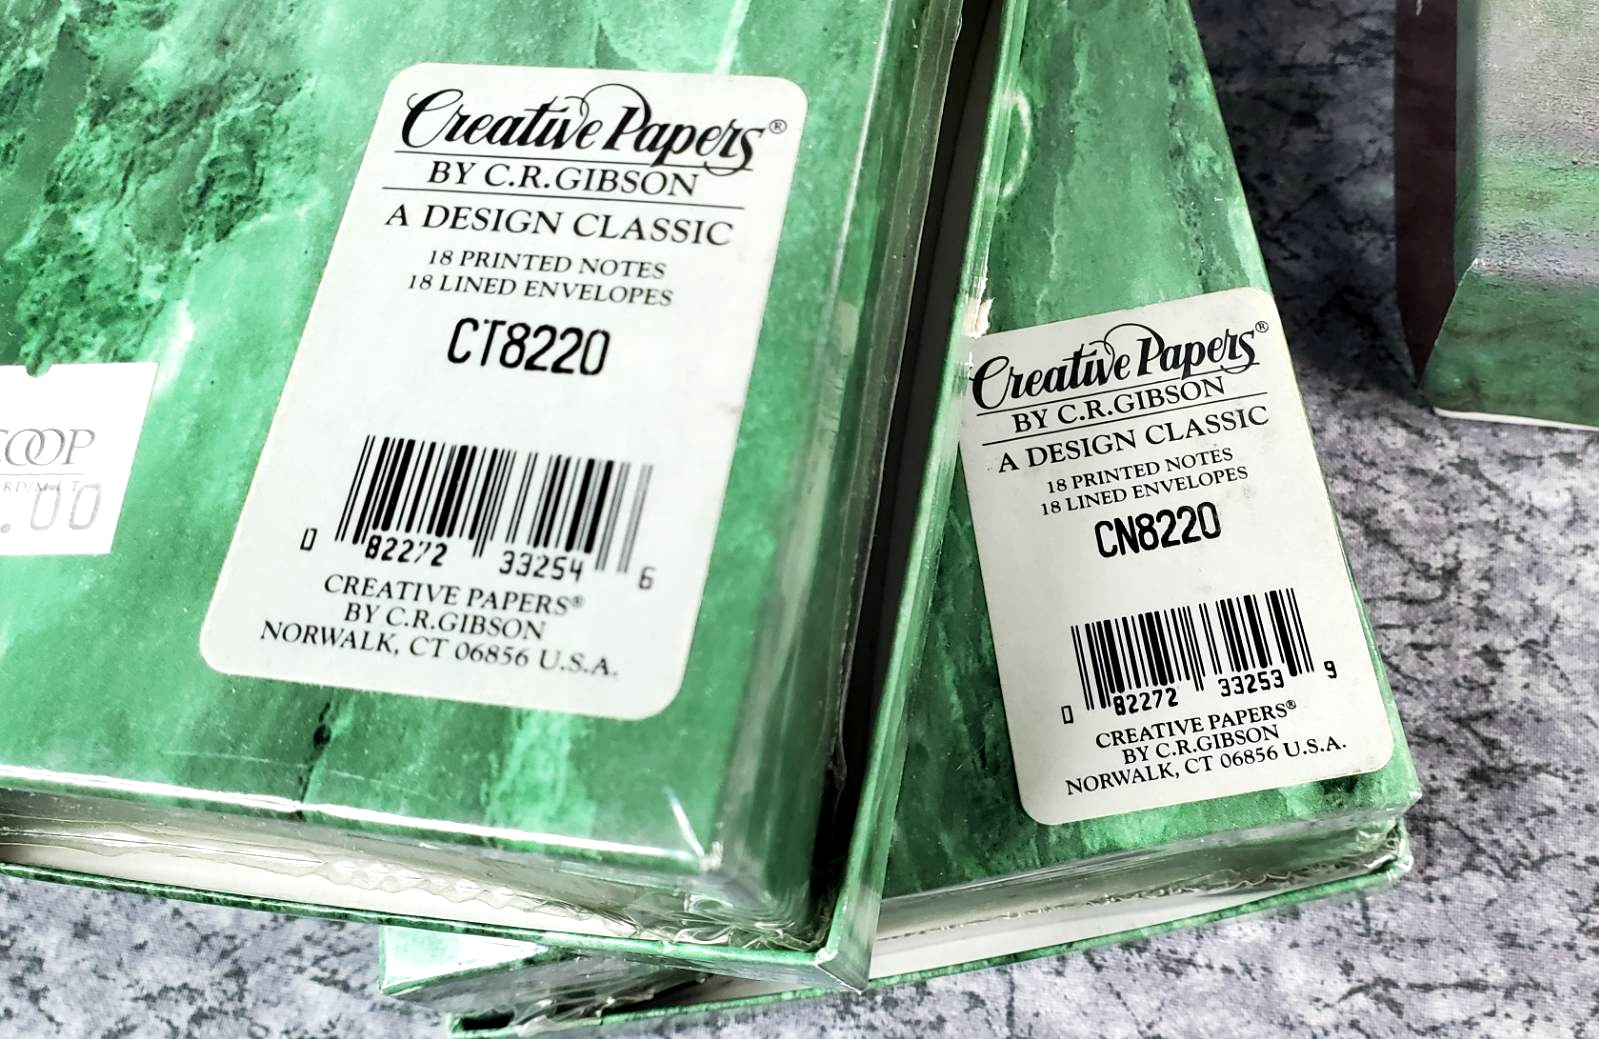 Creative Papers®
BY C.R.GIBSON
A DESIGN CLASSIC
18 PRINTED NOTES
18 LINED ENVELOPES
CT8220
0 82272 33254 6
CREATIVE PAPERS®
BY C.R.GIBSON
NORWALK, CT 06856 U.S.A.
.00
Creative Papers®
BY C.R.GIBSON
A DESIGN CLASSIC
18 PRINTED NOTES
18 LINED ENVELOPES
CN8220
0 82272 33253 9
CREATIVE PAPERS®
BY C.R.GIBSON
NORWALK, CT 06856 U.S.A.